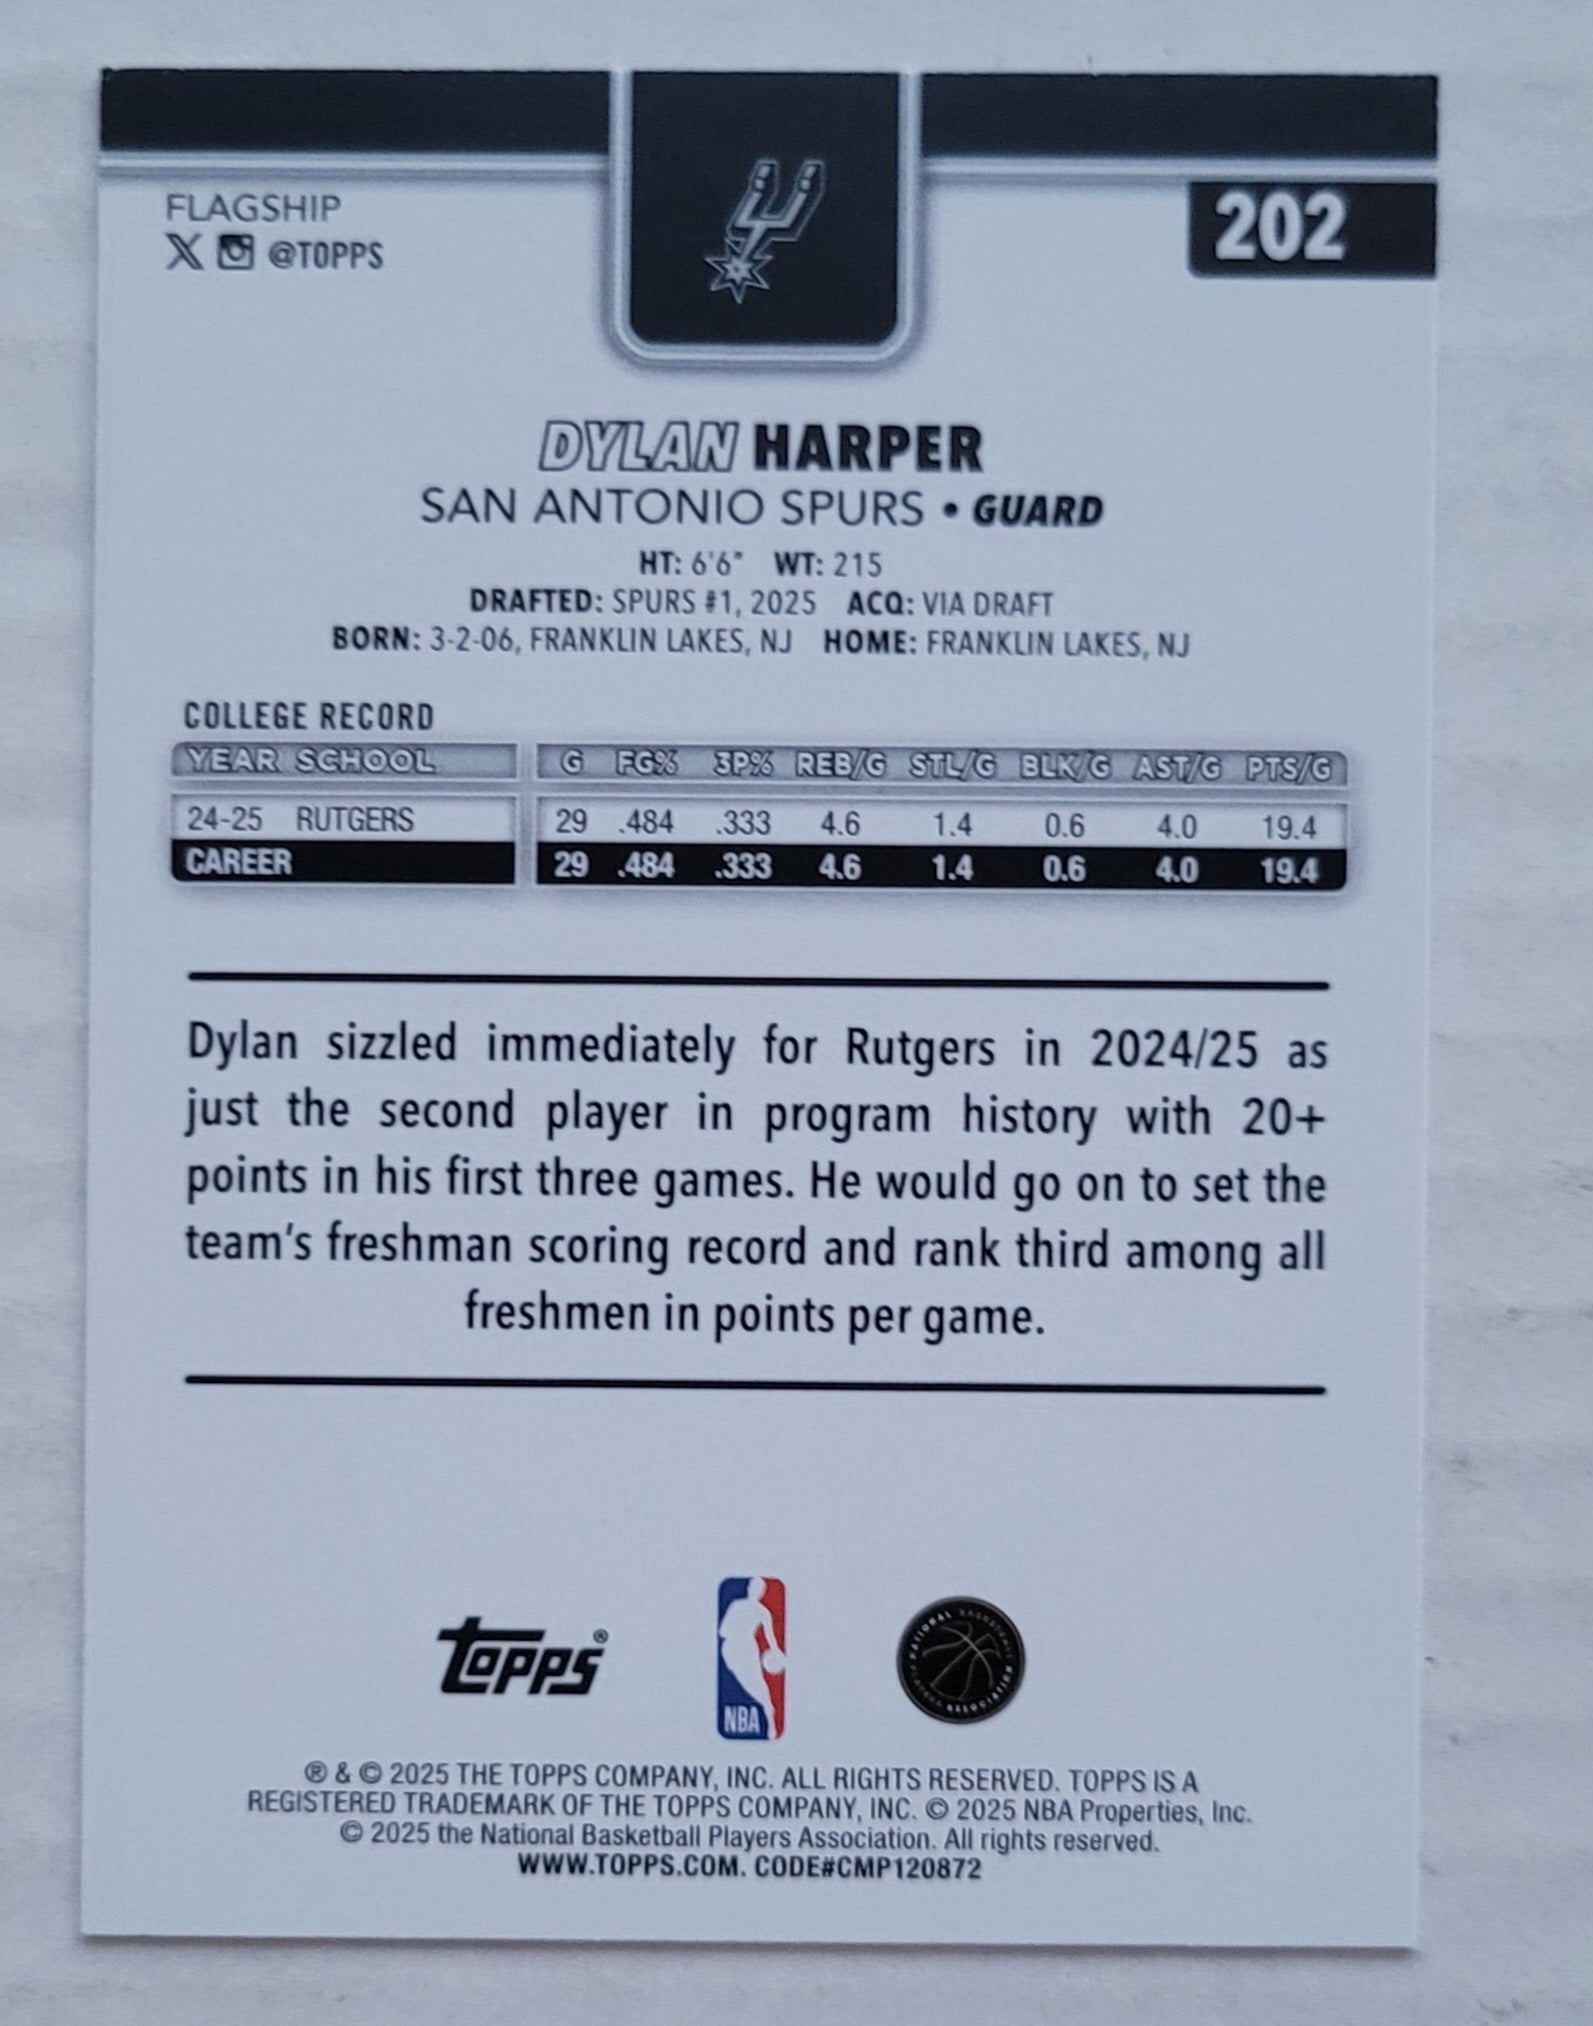 FLAGSHIP
202
X @TOPPS
DYLAN HARPER
SAN ANTONIO SPURS • GUARD
HT: 6'6" WT: 215
DRAFTED: SPURS #1, 2025 ACQ: VIA DRAFT
BORN: 3-2-06, FRANKLIN LAKES, NJ HOME: FRANKLIN LAKES, NJ
COLLEGE RECORD
YEAR SCHOOL G FG% 3P% REB/G STL/G BLK/G AST/G PTS/G
24-25 RUTGERS 29 .484 .333 4.6 1.4 0.6 4.0 19.4
CAREER 29 .484 .333 4.6 1.4 0.6 4.0 19.4
Dylan sizzled immediately for Rutgers in 2024/25 as
just the second player in program history with 20+
points in his first three games. He would go on to set the
team's freshman scoring record and rank third among all
freshmen in points per game.
topps®
NBA
NATIONAL BASKETBALL PLAYERS ASSOCIATION
® & © 2025 THE TOPPS COMPANY, INC. ALL RIGHTS RESERVED. TOPPS IS A
REGISTERED TRADEMARK OF THE TOPPS COMPANY, INC. © 2025 NBA Properties, Inc.
© 2025 the National Basketball Players Association. All rights reserved.
WWW.TOPPS.COM. CODE#CMP120872